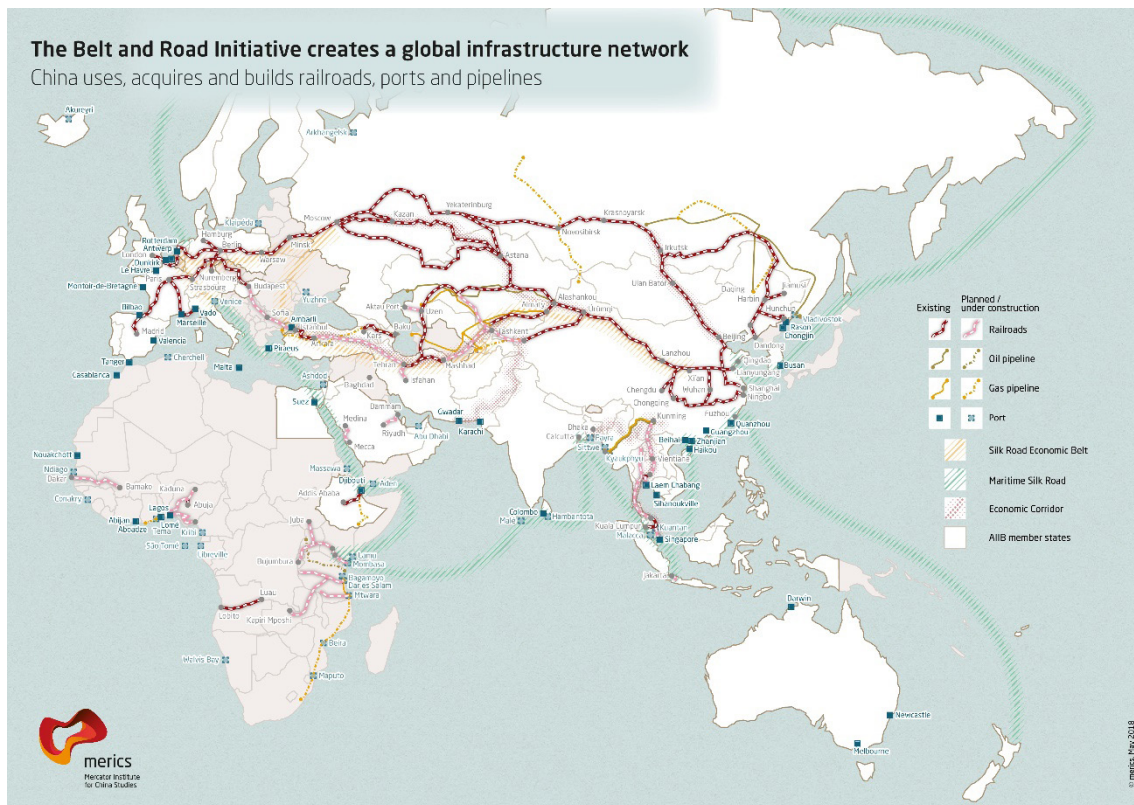 The Belt and Road Initiative creates a global infrastructure network
China uses, acquires and builds railroads, ports and pipelines
Akureyri
Arkhangelsk
Klaipėda
Hamburg
Rotterdam
Antwerp
Berlin
London
Dunkirk
Le Havre
Paris
Montoir-de-Bretagne
Strasbourg
Nuremberg
Warsaw
Minsk
Moscow
Kazan
Yekaterinburg
Novosibirsk
Krasnoyarsk
Irkutsk
Ulan Bator
Astana
Budapest
Venice
Bilbao
Vado
Marseille
Madrid
Valencia
Sofia
Yuzhne
Ambarli
Istanbul
Ankara
Kars
Baku
Aktau Port
Uzen
Almaty
Alashankou
Ürümqi
Tashkent
Tehran
Mashhad
Isfahan
Piraeus
Tanger
Casablanca
Cherchell
Malta
Ashdod
Suez
Baghdad
Dammam
Medina
Riyadh
Abu Dhabi
Mecca
Gwadar
Karachi
Daqing
Harbin
Jiamusi
Hunchun
Vladivostok
Rason
Chongjin
Beijing
Dandong
Busan
Qingdao
Lianyungang
Lanzhou
Xi'an
Chengdu
Wuhan
Chongqing
Shanghai
Ningbo
Fuzhou
Quanzhou
Guangzhou
Kunming
Beihai
Zhanjien
Haikou
Dhaka
Calcutta
Payra
Sittwe
Kyaukphyu
Vientiane
Laem Chabang
Sihanoukville
Colombo
Hambantota
Male
Kuala Lumpur
Kuantan
Malacca
Singapore
Jakarta
Nouakchott
Ndiago
Dakar
Bamako
Conakry
Kaduna
Abuja
Lagos
Abijan
Lomé
Tema
Kribi
São Tomé
Libreville
Massawa
Djibouti
Aden
Addis Ababa
Juba
Bujumbura
Lamu
Mombasa
Bagamoyo
Dar es Salam
Mtwara
Luau
Lobito
Kapiri Mposhi
Beira
Walvis Bay
Maputo
Darwin
Newcastle
Melbourne
Existing
Planned /
under construction
Railroads
Oil pipeline
Gas pipeline
Port
Silk Road Economic Belt
Maritime Silk Road
Economic Corridor
AIIB member states
merics
Mercator Institute
for China Studies
© merics, May 2018